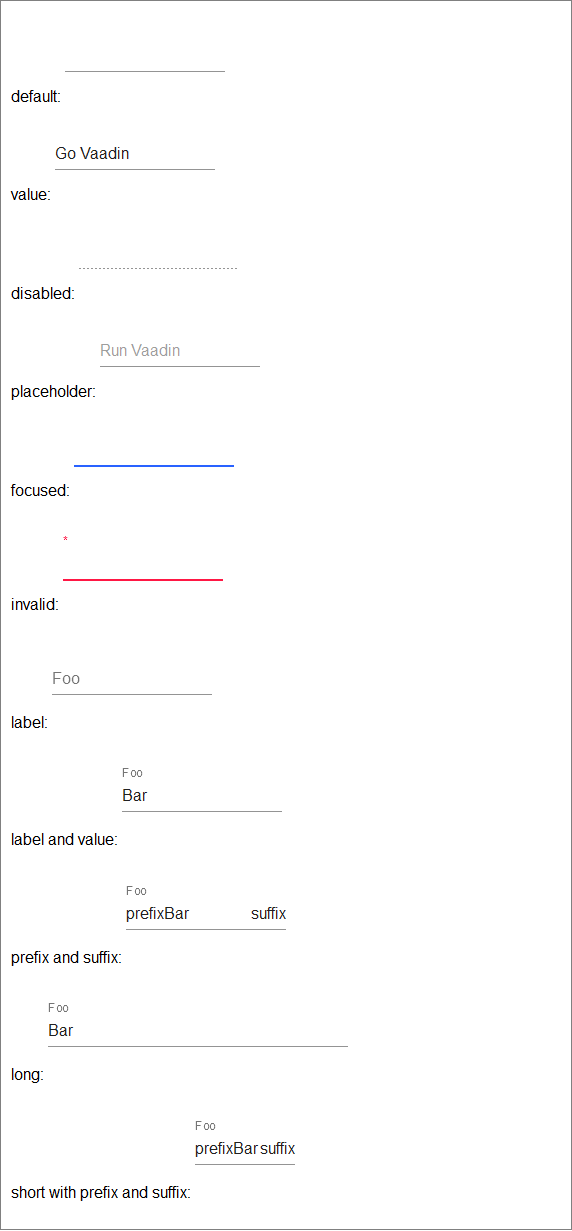 default:
Go Vaadin
value:
disabled:
Run Vaadin
placeholder:
focused:
*
invalid:
Foo
label:
Foo
Bar
label and value:
Foo
prefixBar suffix
prefix and suffix:
Foo
Bar
long:
Foo
prefixBar suffix
short with prefix and suffix: